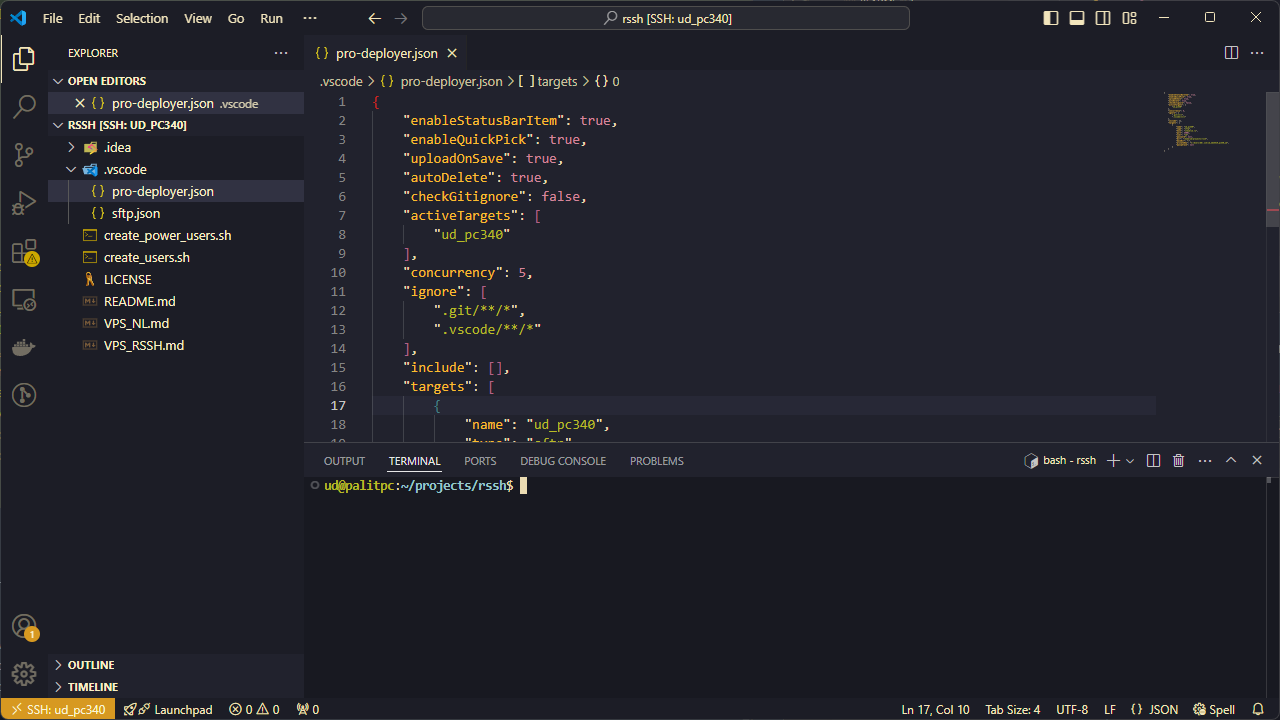 File Edit Selection View Go Run ···
rssh [SSH: ud_pc340]
EXPLORER ···
OPEN EDITORS
pro-deployer.json .vscode
RSSH [SSH: UD_PC340]
.idea
.vscode
pro-deployer.json
sftp.json
create_power_users.sh
create_users.sh
LICENSE
README.md
VPS_NL.md
VPS_RSSH.md
OUTLINE
TIMELINE
{} pro-deployer.json
.vscode > {} pro-deployer.json > [ ] targets > {} 0
1 {
2 "enableStatusBarItem": true,
3 "enableQuickPick": true,
4 "uploadOnSave": true,
5 "autoDelete": true,
6 "checkGitignore": false,
7 "activeTargets": [
8 "ud_pc340"
9 ],
10 "concurrency": 5,
11 "ignore": [
12 ".git/**/*",
13 ".vscode/**/*"
14 ],
15 "include": [],
16 "targets": [
17 {
18 "name": "ud_pc340",
19 "type": "sftp",
OUTPUT TERMINAL PORTS DEBUG CONSOLE PROBLEMS
bash - rssh
ud@palitpc:~/projects/rssh$
1
SSH: ud_pc340 Launchpad 0 0 0
Ln 17, Col 10 Tab Size: 4 UTF-8 LF {} JSON Spell